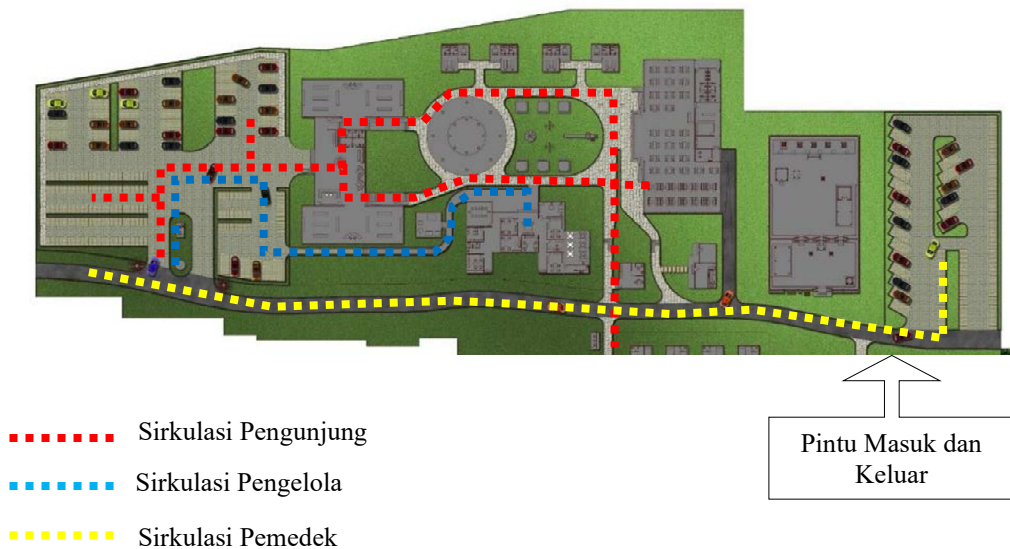 Sirkulasi Pengunjung
Sirkulasi Pengelola
Sirkulasi Pemedek
Pintu Masuk dan
Keluar